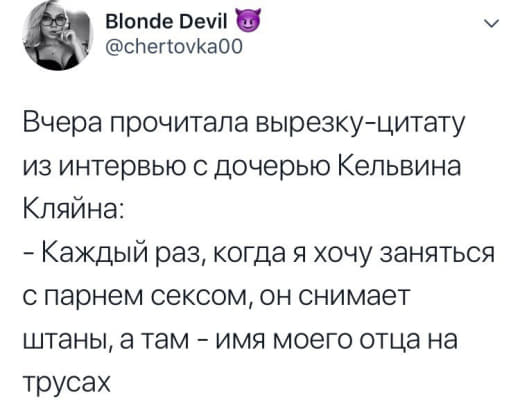 Blonde Devil 😈
@chertovka00
Вчера прочитала вырезку-цитату
из интервью с дочерью Кельвина
Кляйна:
- Каждый раз, когда я хочу заняться
с парнем сексом, он снимает
штаны, а там - имя моего отца на
трусах